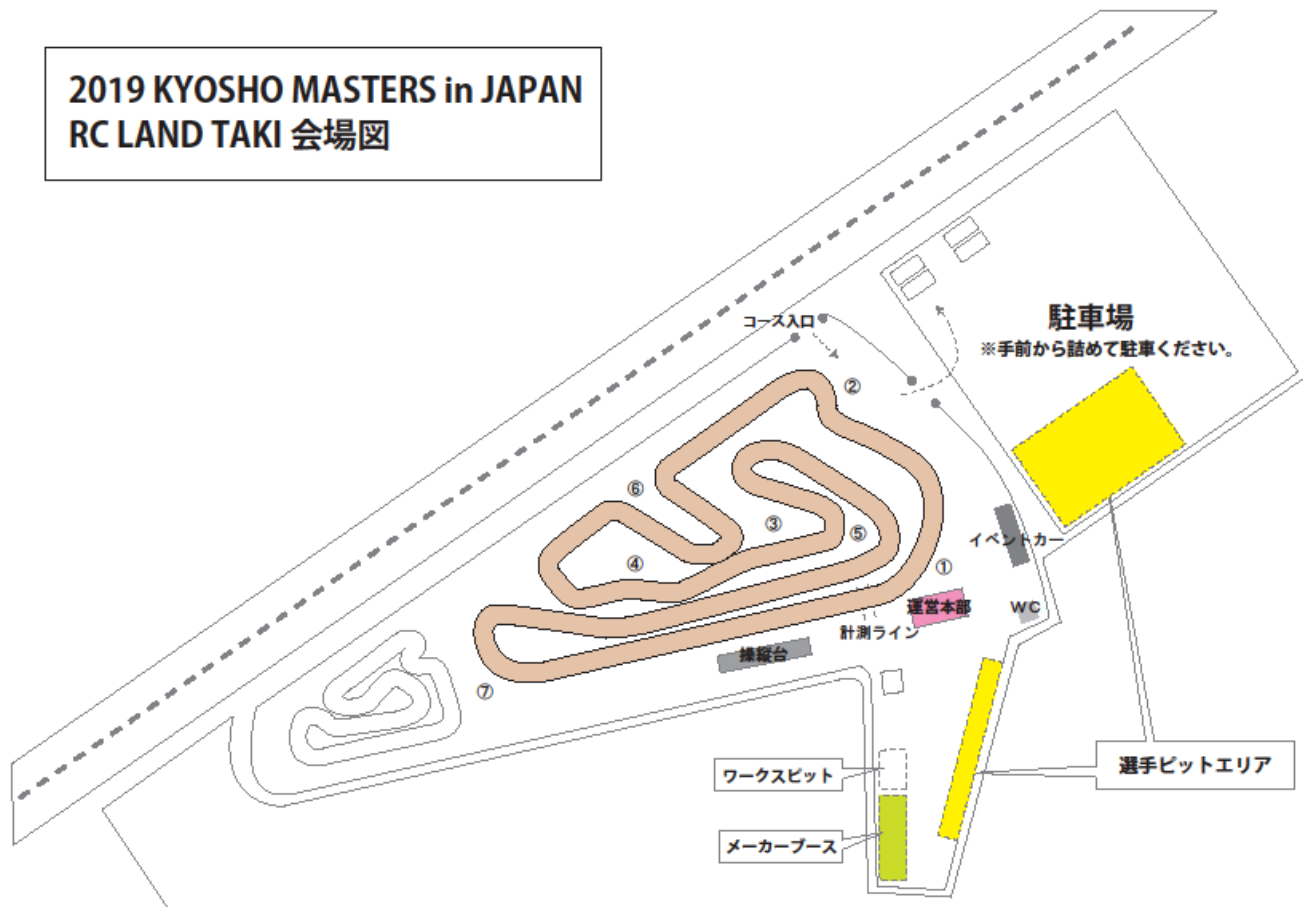 2019 KYOSHO MASTERS in JAPAN
RC LAND TAKI 会場図
コース入口
駐車場
※手前から詰めて駐車ください。
②
⑥
③
⑤
イベントカー
④
①
運営本部
WC
計測ライン
操縦台
⑦
ワークスピット
選手ピットエリア
メーカーブース